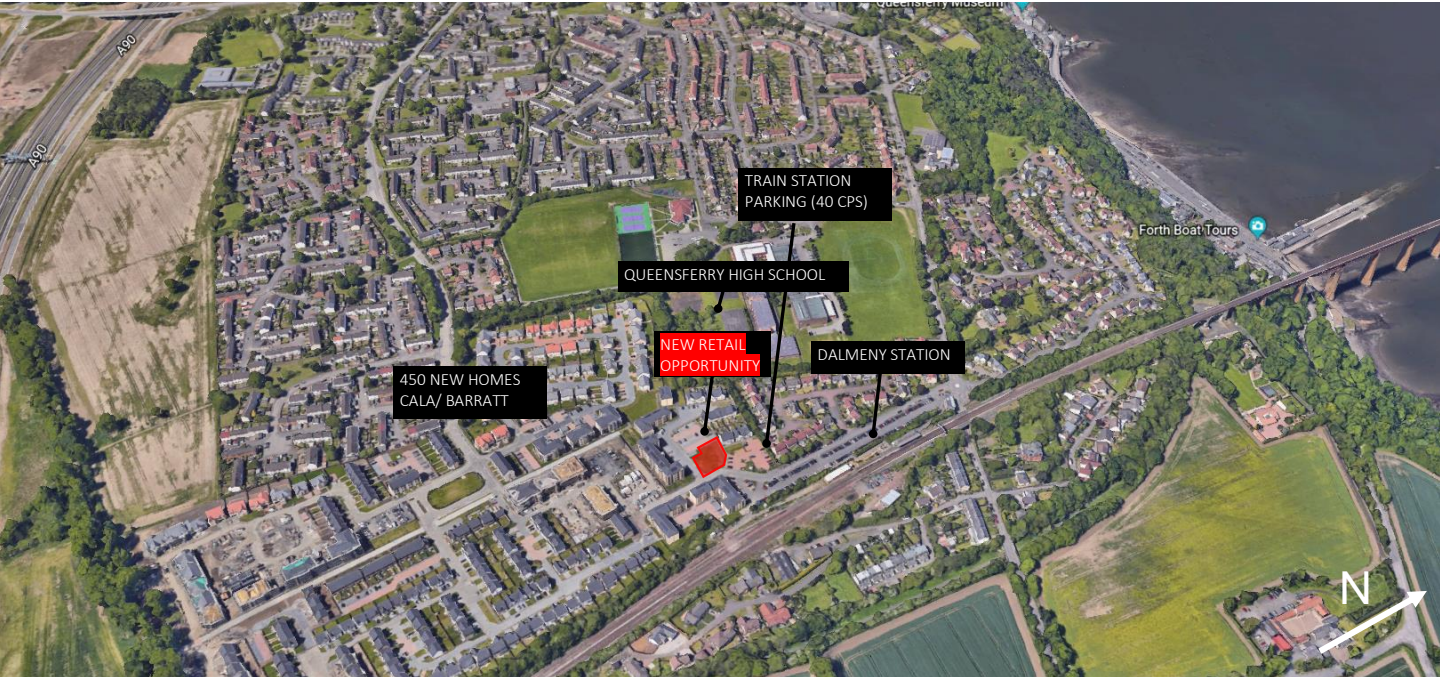 Queensferry Museum
A90
A90
TRAIN STATION
PARKING (40 CPS)
Forth Boat Tours
QUEENSFERRY HIGH SCHOOL
NEW RETAIL
OPPORTUNITY
DALMENY STATION
450 NEW HOMES
CALA/ BARRATT
N